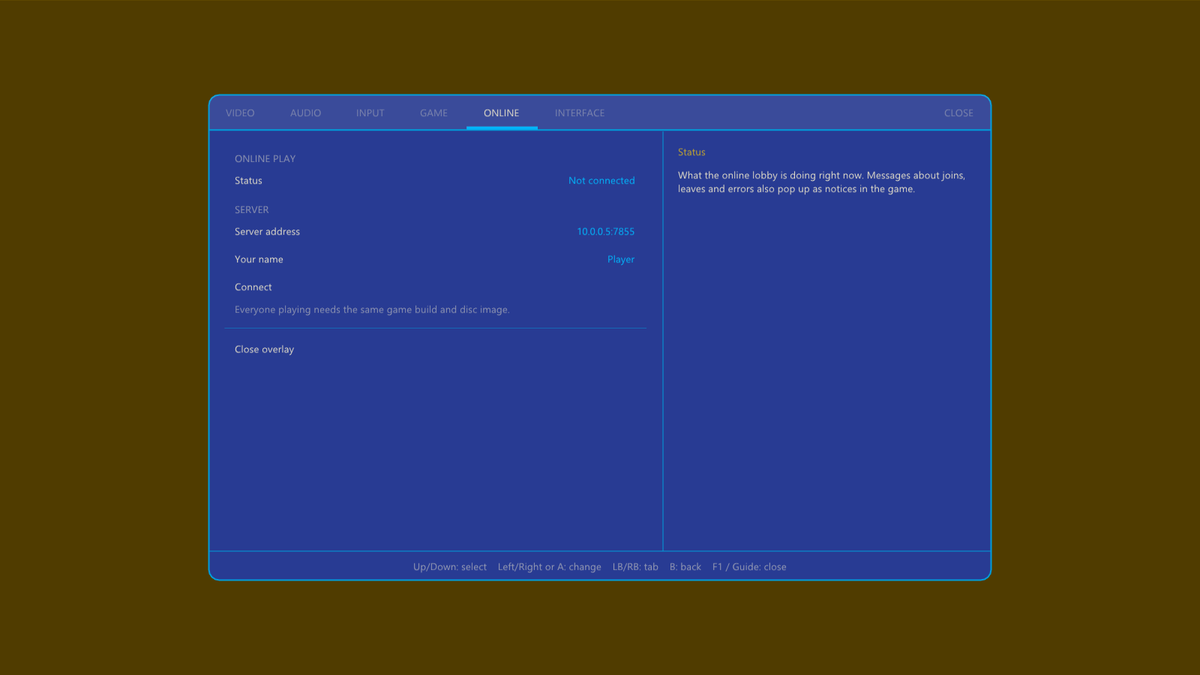 VIDEO AUDIO INPUT GAME ONLINE INTERFACE CLOSE
ONLINE PLAY
Status Not connected
SERVER
Server address 10.0.0.5:7855
Your name Player
Connect
Everyone playing needs the same game build and disc image.
Close overlay
Status
What the online lobby is doing right now. Messages about joins,
leaves and errors also pop up as notices in the game.
Up/Down: select Left/Right or A: change LB/RB: tab B: back F1 / Guide: close